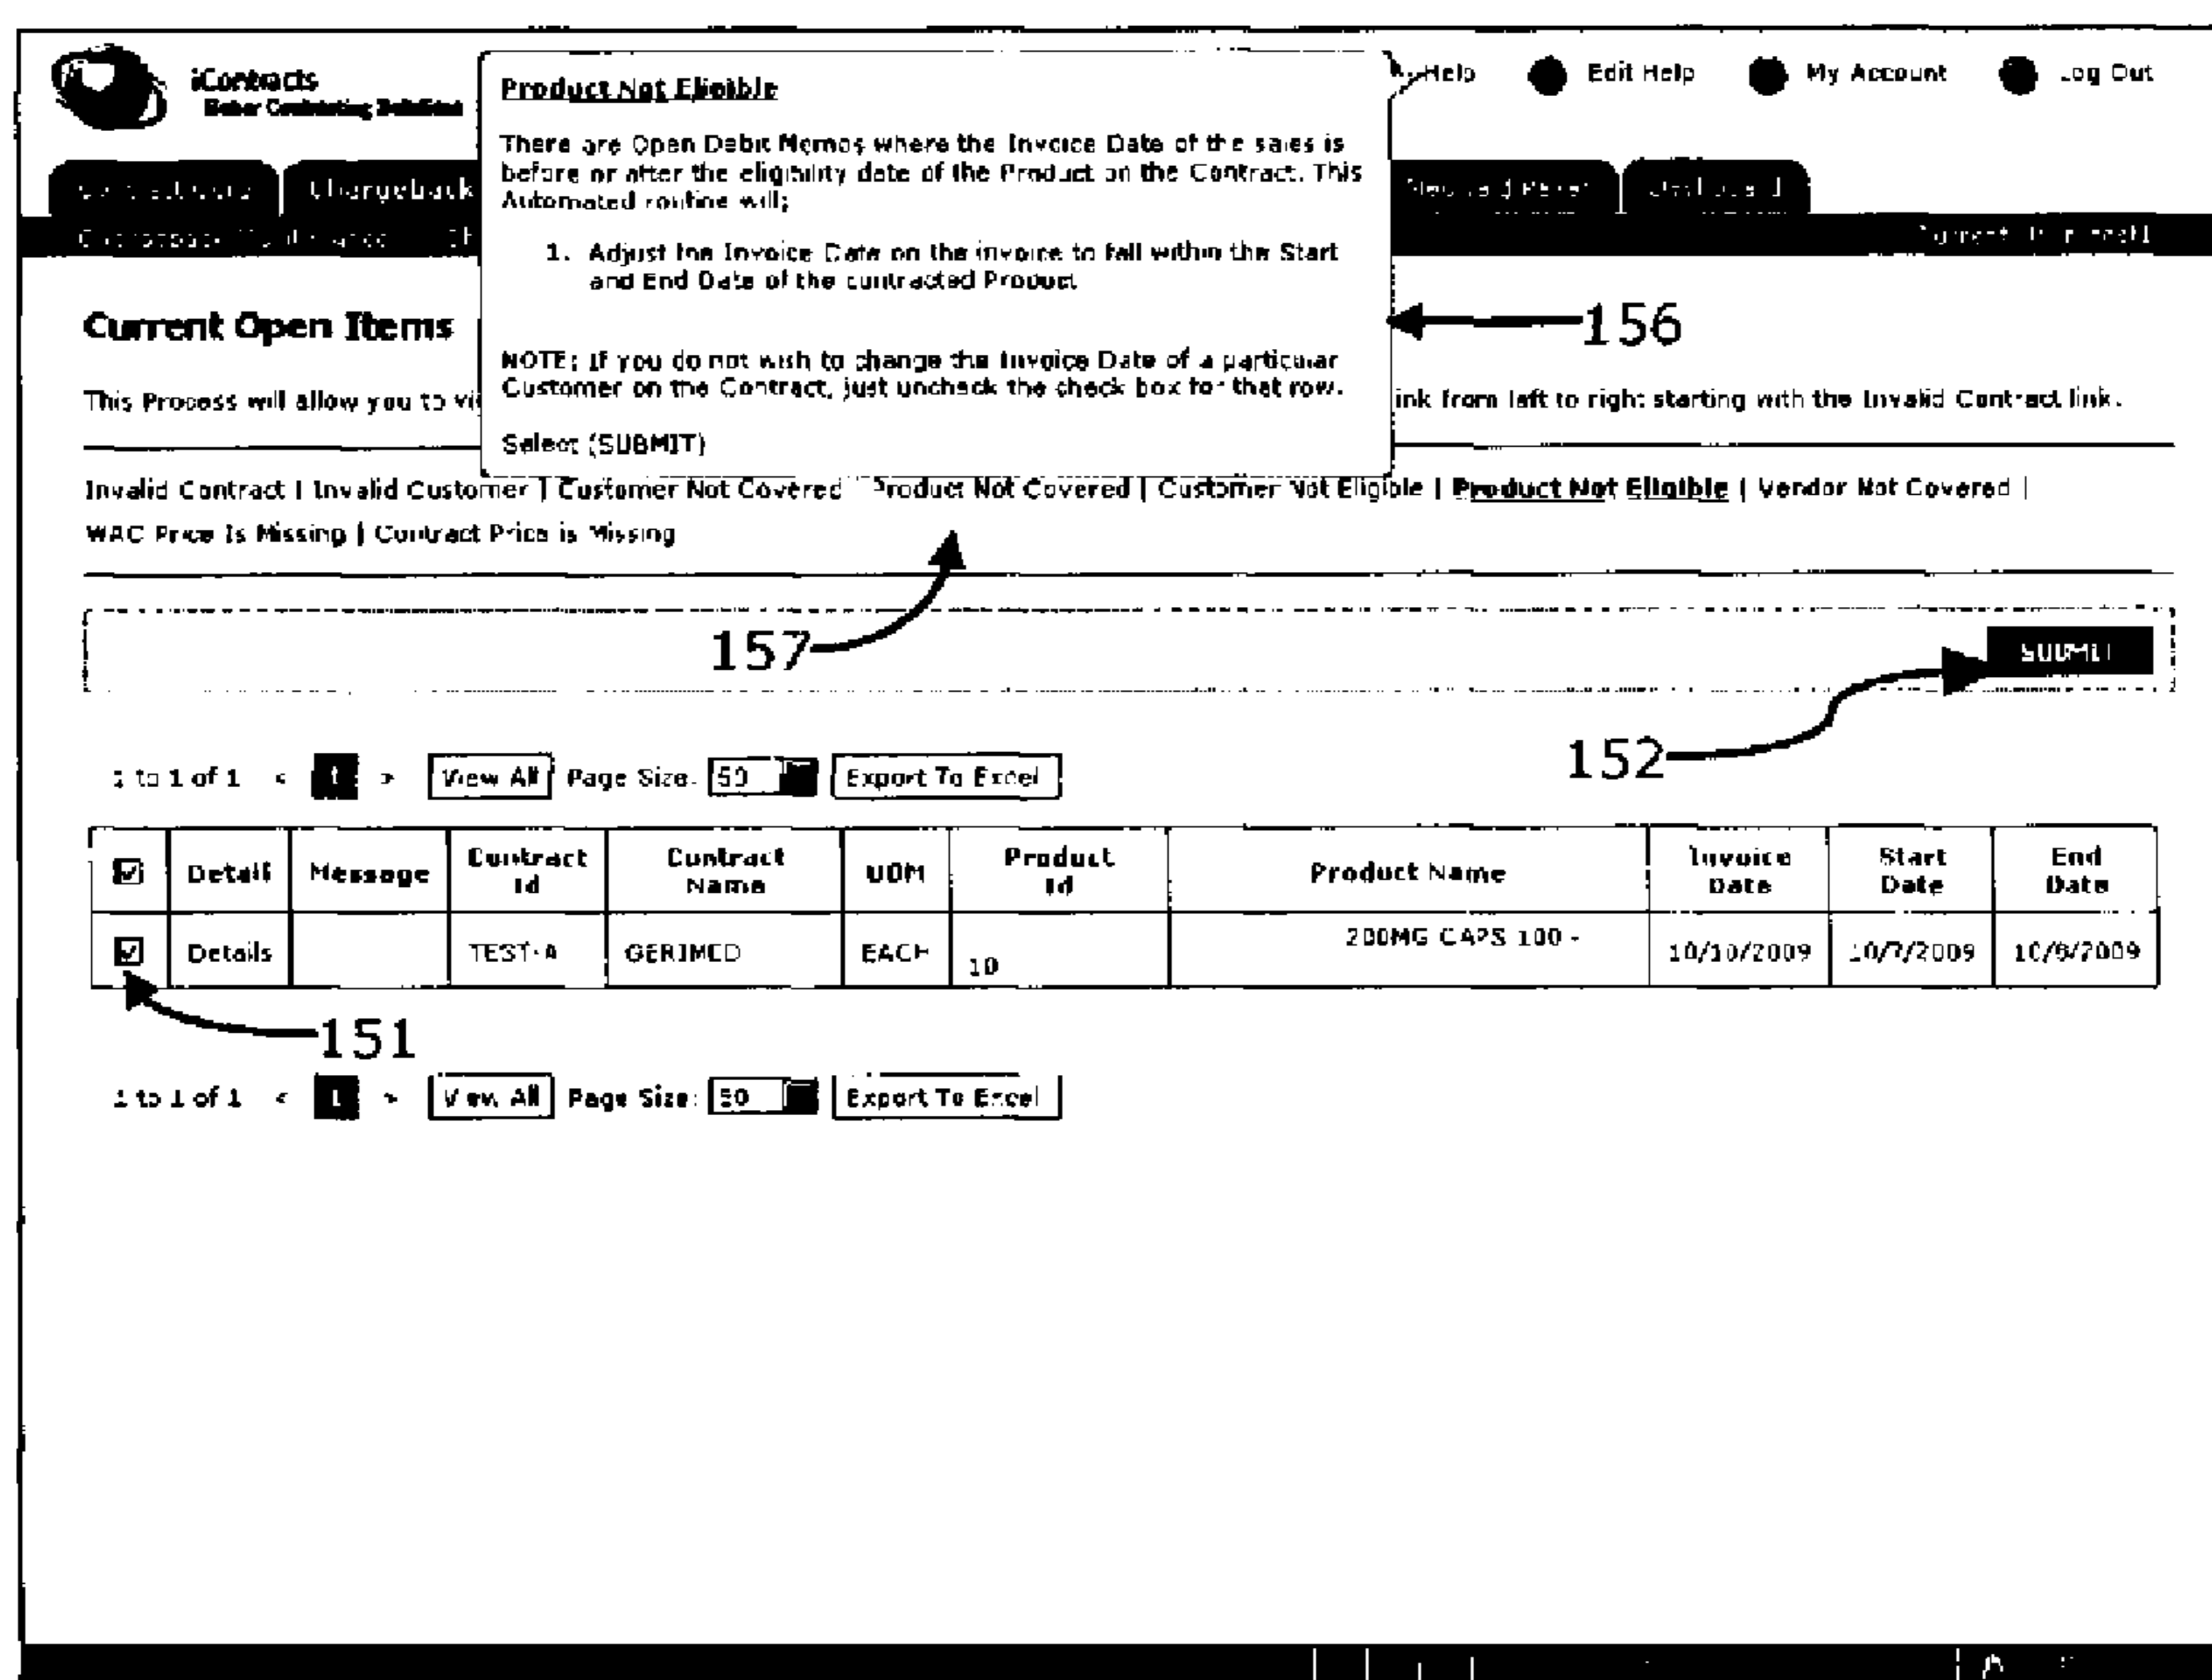 iContracts
Help Edit Help My Account Log Out
Product Not Eligible
There are Open Debit Memos where the Invoice Date of the sales is
before or after the eligibility date of the Product on the Contract. This
Automated routine will;
Chargeback
1. Adjust the Invoice Date on the invoice to fall within the Start
and End Date of the contracted Product
Current Open Items
156
NOTE: If you do not wish to change the Invoice Date of a particular
Customer on the Contract, just uncheck the check box for that row.
This Process will allow you to vi ink from left to right starting with the Invalid Contract link.
Select (SUBMIT)
Invalid Contract | Invalid Customer | Customer Not Covered | Product Not Covered | Customer Not Eligible | Product Not Eligible | Vendor Not Covered |
WAC Price Is Missing | Contract Price is Missing
157
SUBMIT
152
1 to 1 of 1 < 1 > View All Page Size: 50 Export To Excel
Detail Message Contract Id Contract Name UOM Product Id Product Name Invoice Date Start Date End Date
Details TEST-A GERIMED EACH 10 200MG CAPS 100 - 10/10/2009 10/7/2009 10/8/2009
151
1 to 1 of 1 < 1 > View All Page Size: 50 Export To Excel